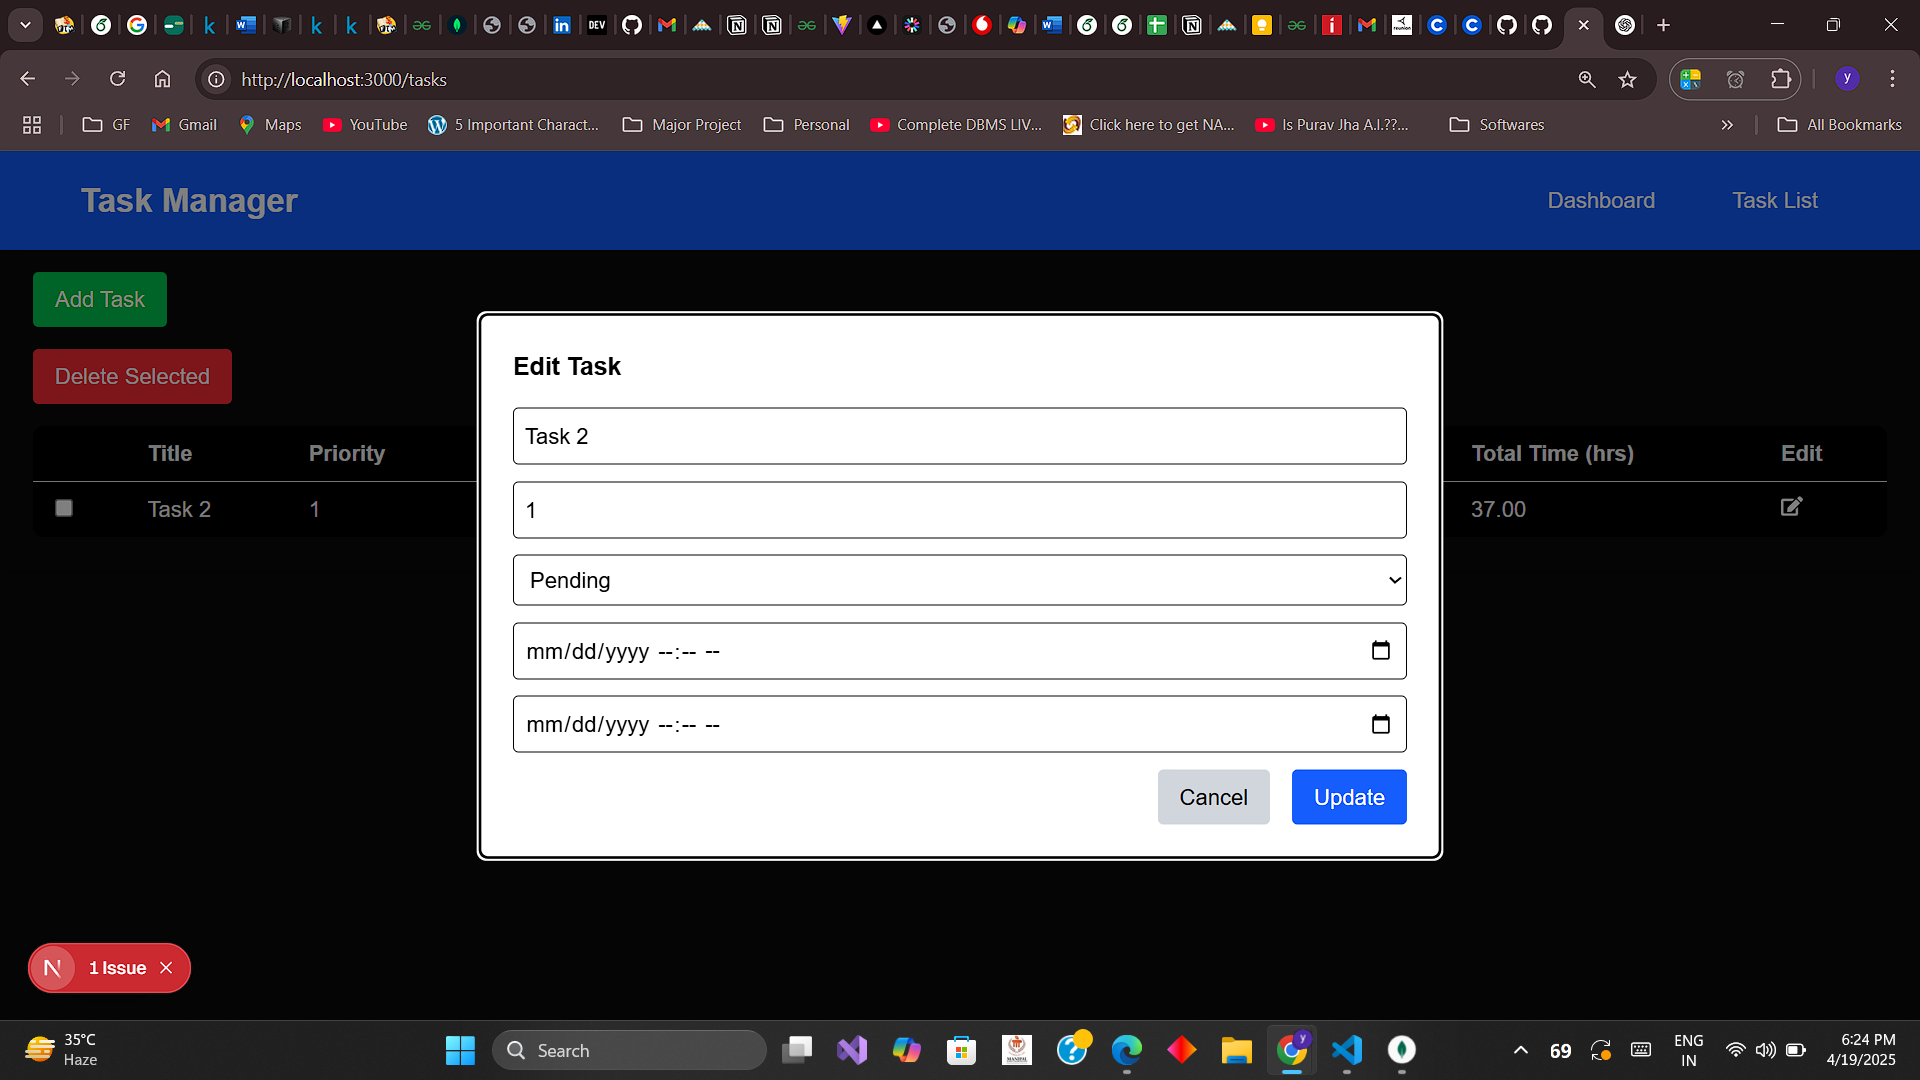 http://localhost:3000/tasks
y
GF
Gmail
Maps
YouTube
5 Important Charact...
Major Project
Personal
Complete DBMS LIV...
Click here to get NA...
Is Purav Jha A.I.??...
Softwares
All Bookmarks
Task Manager
Dashboard
Task List
Add Task
Delete Selected
Title
Priority
Total Time (hrs)
Edit
Task 2
1
37.00
Edit Task
Task 2
1
Pending
mm/dd/yyyy --:-- --
mm/dd/yyyy --:-- --
Cancel
Update
N
1 Issue
35°C
Haze
Search
69
ENG
IN
6:24 PM
4/19/2025